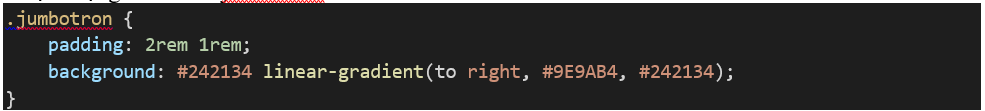 .jumbotron {
    padding: 2rem 1rem;
    background: #242134 linear-gradient(to right, #9E9AB4, #242134);
}